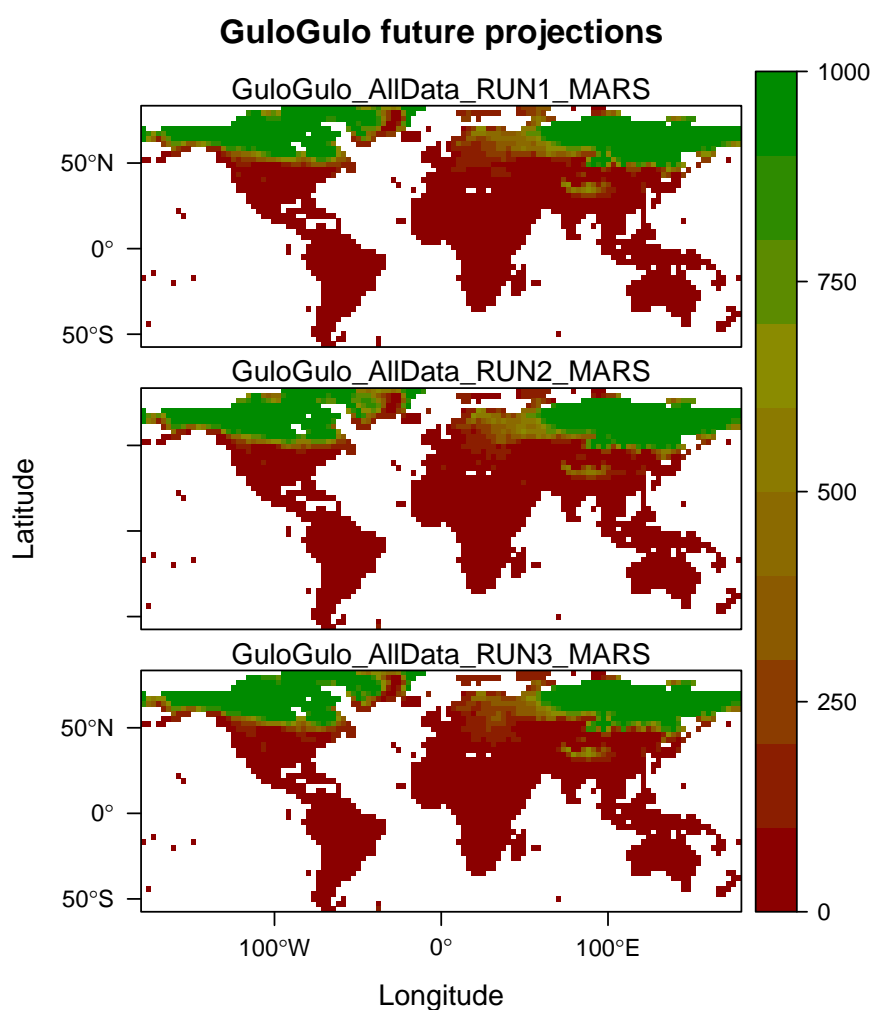 GuloGulo future projections
GuloGulo_AllData_RUN1_MARS
50°N
0°
50°S
GuloGulo_AllData_RUN2_MARS
GuloGulo_AllData_RUN3_MARS
50°N
0°
50°S
100°W 0° 100°E
Longitude
Latitude
1000
750
500
250
0